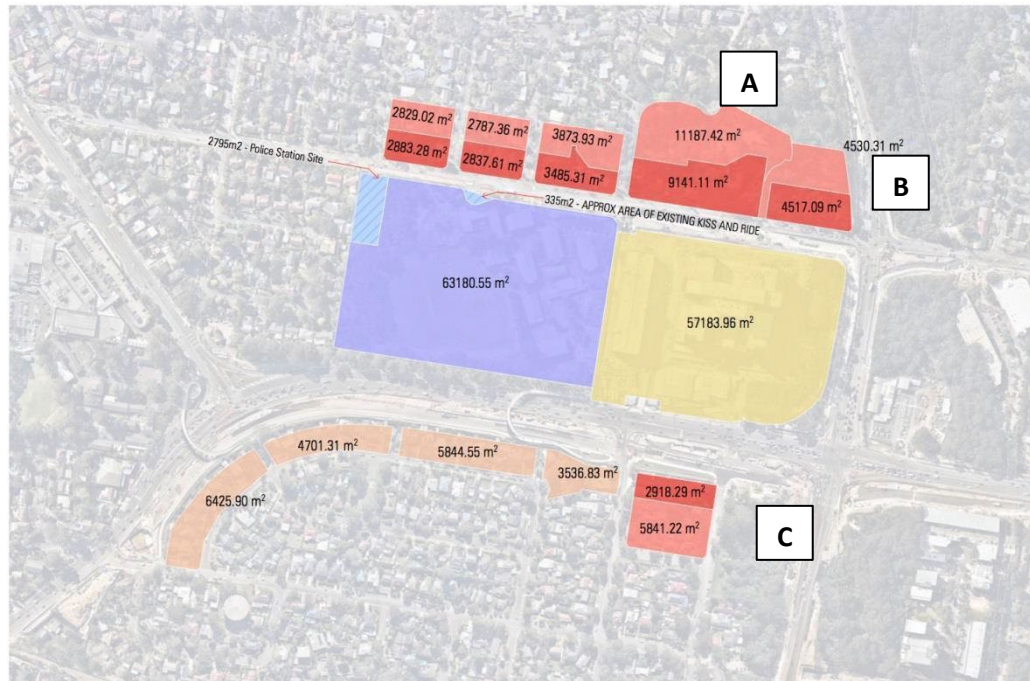 A
2829.02 m²
2787.36 m²
3873.93 m²
11187.42 m²
4530.31 m²
2795m2 - Police Station Site
2883.28 m²
2837.61 m²
3485.31 m²
9141.11 m²
B
4517.09 m²
335m2 - APPROX AREA OF EXISTING KISS AND RIDE
63180.55 m²
57183.96 m²
4701.31 m²
5844.55 m²
3536.83 m²
6425.90 m²
2918.29 m²
5841.22 m²
C